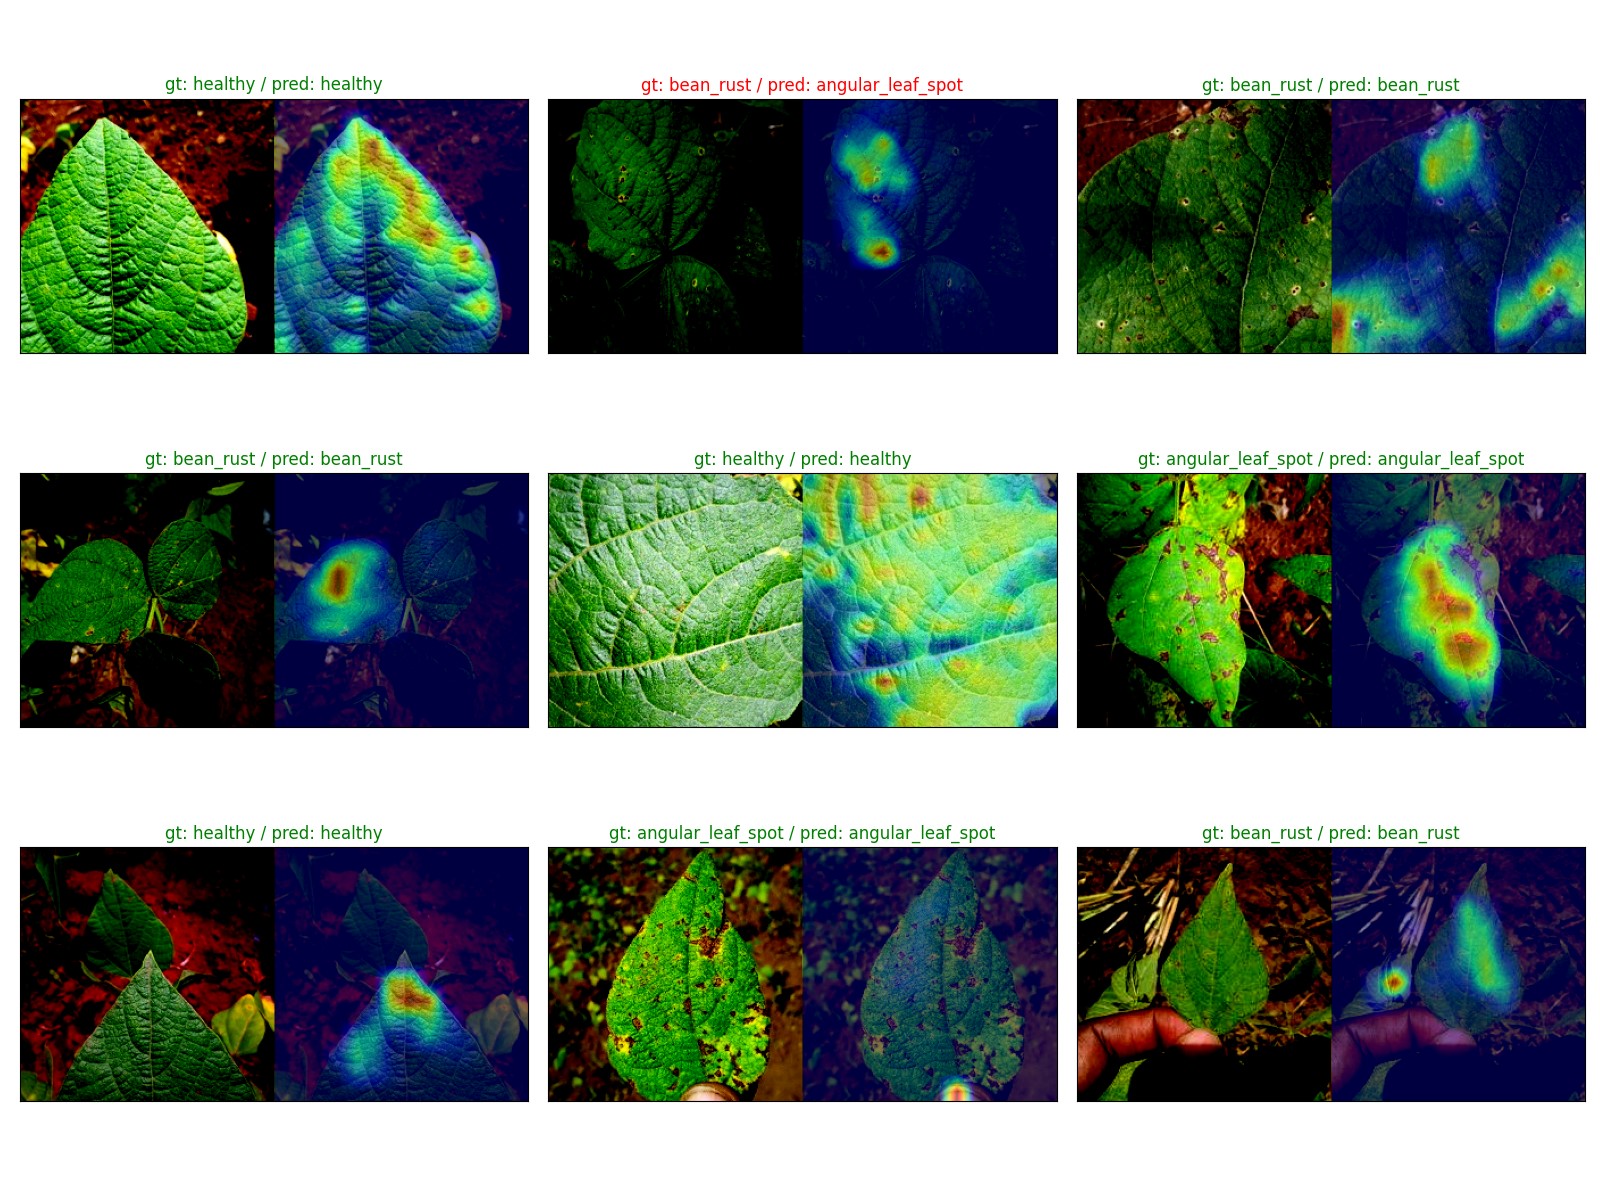 gt: healthy / pred: healthy
gt: bean_rust / pred: angular_leaf_spot
gt: bean_rust / pred: bean_rust
gt: bean_rust / pred: bean_rust
gt: healthy / pred: healthy
gt: angular_leaf_spot / pred: angular_leaf_spot
gt: healthy / pred: healthy
gt: angular_leaf_spot / pred: angular_leaf_spot
gt: bean_rust / pred: bean_rust